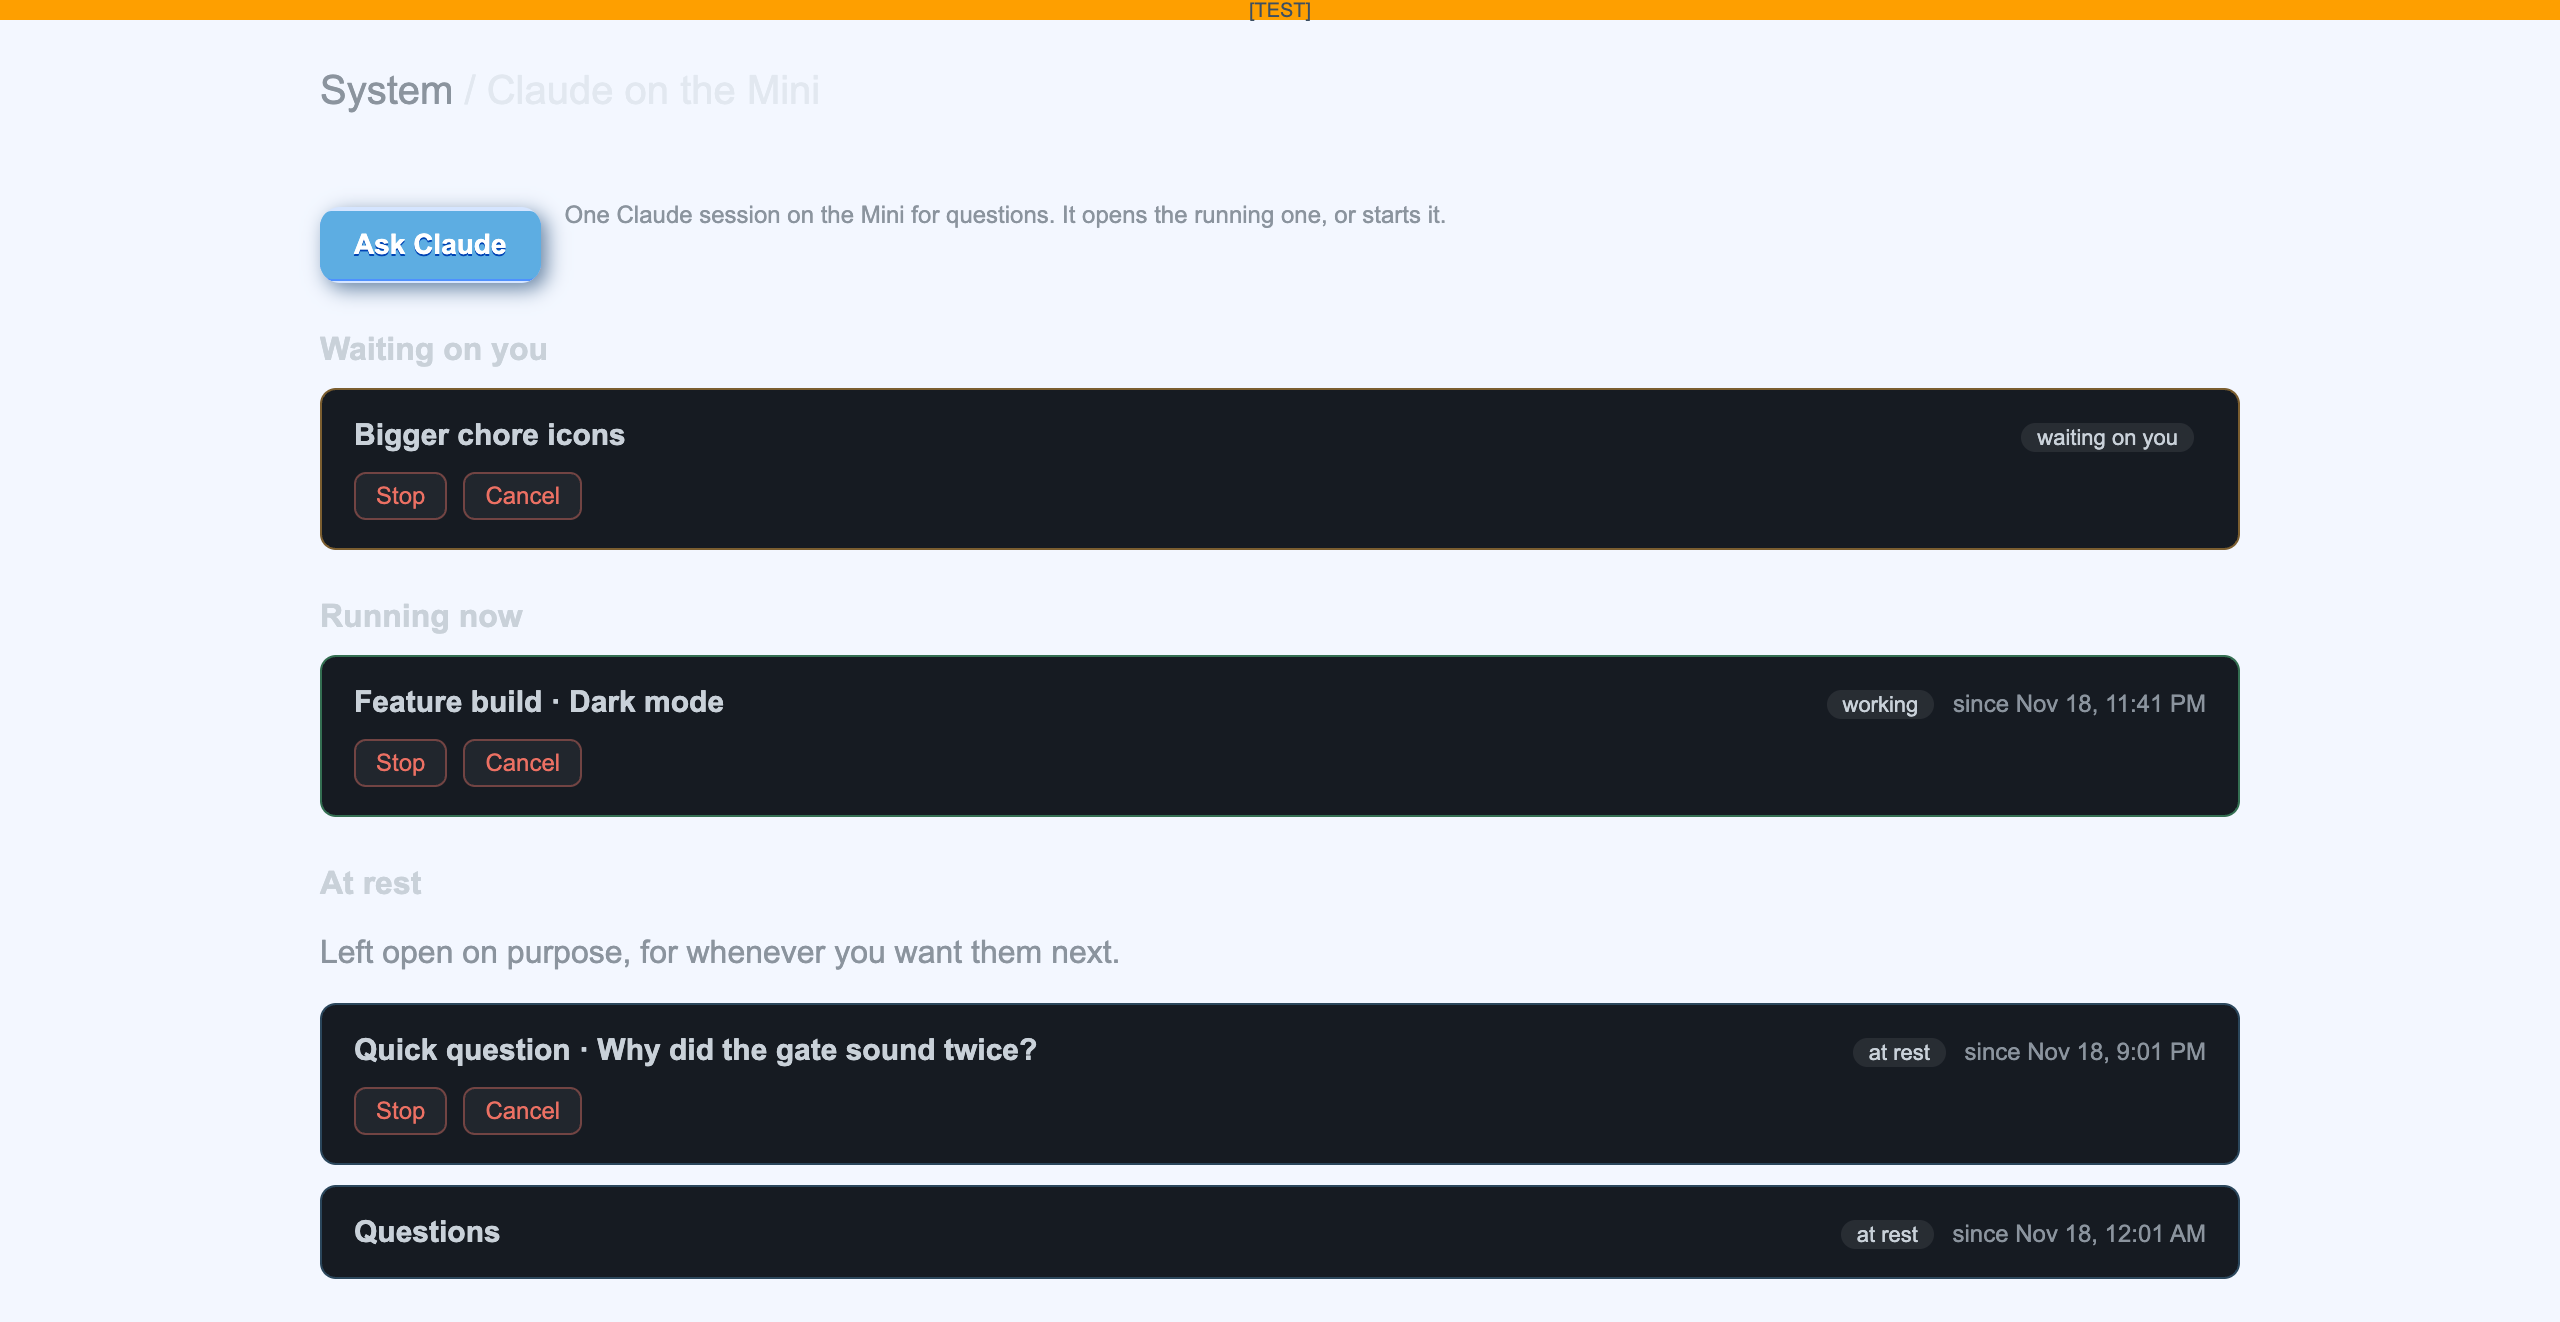 [TEST]
System / Claude on the Mini
Ask Claude
One Claude session on the Mini for questions. It opens the running one, or starts it.
Waiting on you
Bigger chore icons
waiting on you
Stop
Cancel
Running now
Feature build · Dark mode
working
since Nov 18, 11:41 PM
Stop
Cancel
At rest
Left open on purpose, for whenever you want them next.
Quick question · Why did the gate sound twice?
at rest
since Nov 18, 9:01 PM
Stop
Cancel
Questions
at rest
since Nov 18, 12:01 AM